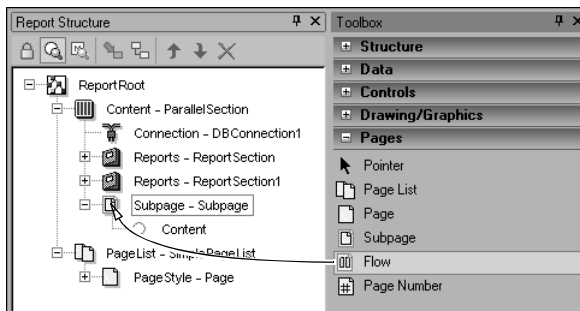 Report Structure
ReportRoot
Content - ParallelSection
Connection - DBConnection1
Reports - ReportSection
Reports - ReportSection1
Subpage - Subpage
Content
PageList - SimplePageList
PageStyle - Page
Toolbox
Structure
Data
Controls
Drawing/Graphics
Pages
Pointer
Page List
Page
Subpage
Flow
Page Number